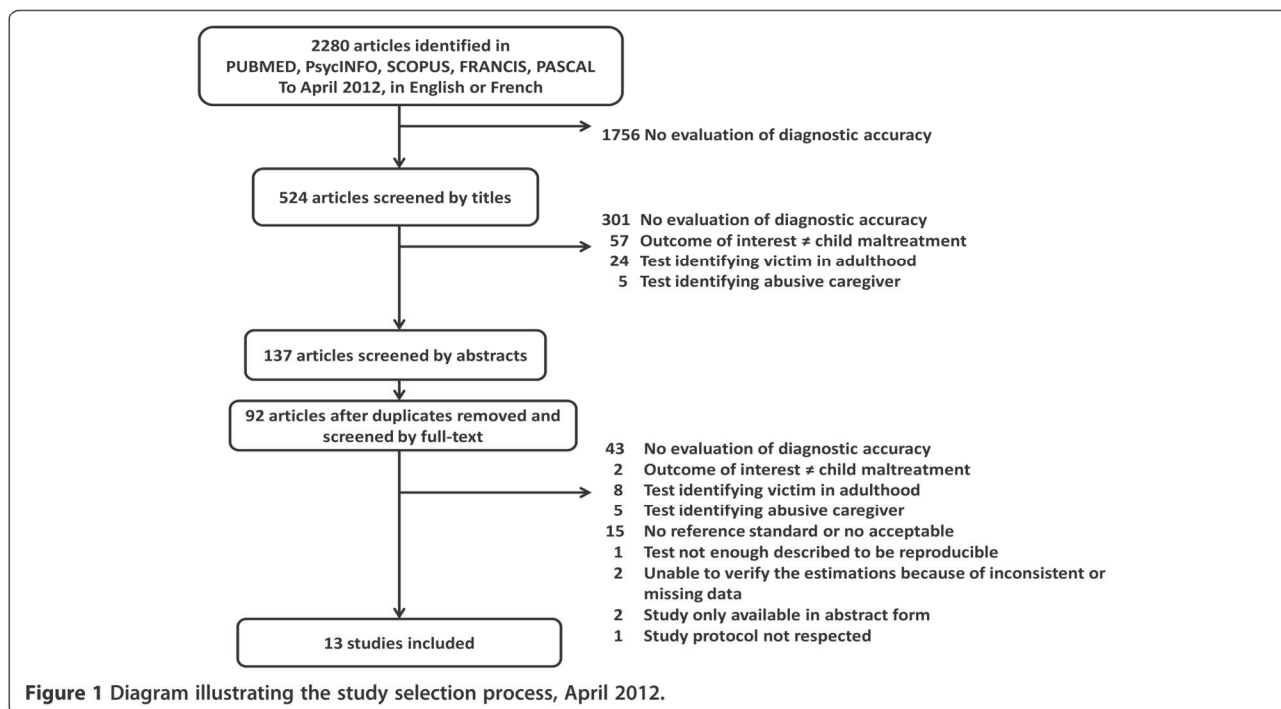 2280 articles identified in
PUBMED, PsycINFO, SCOPUS, FRANCIS, PASCAL
To April 2012, in English or French
1756 No evaluation of diagnostic accuracy
524 articles screened by titles
301 No evaluation of diagnostic accuracy
57 Outcome of interest ≠ child maltreatment
24 Test identifying victim in adulthood
5 Test identifying abusive caregiver
137 articles screened by abstracts
92 articles after duplicates removed and
screened by full-text
43 No evaluation of diagnostic accuracy
2 Outcome of interest ≠ child maltreatment
8 Test identifying victim in adulthood
5 Test identifying abusive caregiver
15 No reference standard or no acceptable
1 Test not enough described to be reproducible
2 Unable to verify the estimations because of inconsistent or
missing data
2 Study only available in abstract form
1 Study protocol not respected
13 studies included
Figure 1 Diagram illustrating the study selection process, April 2012.